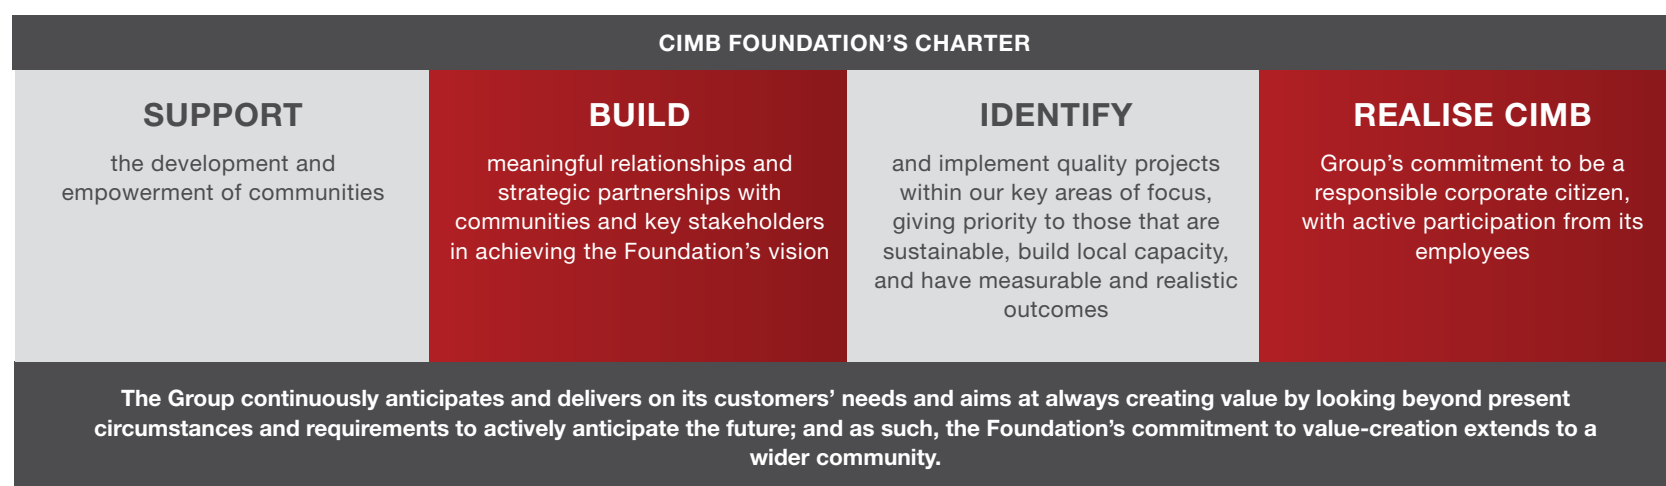 CIMB FOUNDATION’S CHARTER
SUPPORT
the development and
empowerment of communities
BUILD
meaningful relationships and
strategic partnerships with
communities and key stakeholders
in achieving the Foundation’s vision
IDENTIFY
and implement quality projects
within our key areas of focus,
giving priority to those that are
sustainable, build local capacity,
and have measurable and realistic
outcomes
REALISE CIMB
Group’s commitment to be a
responsible corporate citizen,
with active participation from its
employees
The Group continuously anticipates and delivers on its customers’ needs and aims at always creating value by looking beyond present
circumstances and requirements to actively anticipate the future; and as such, the Foundation’s commitment to value-creation extends to a
wider community.